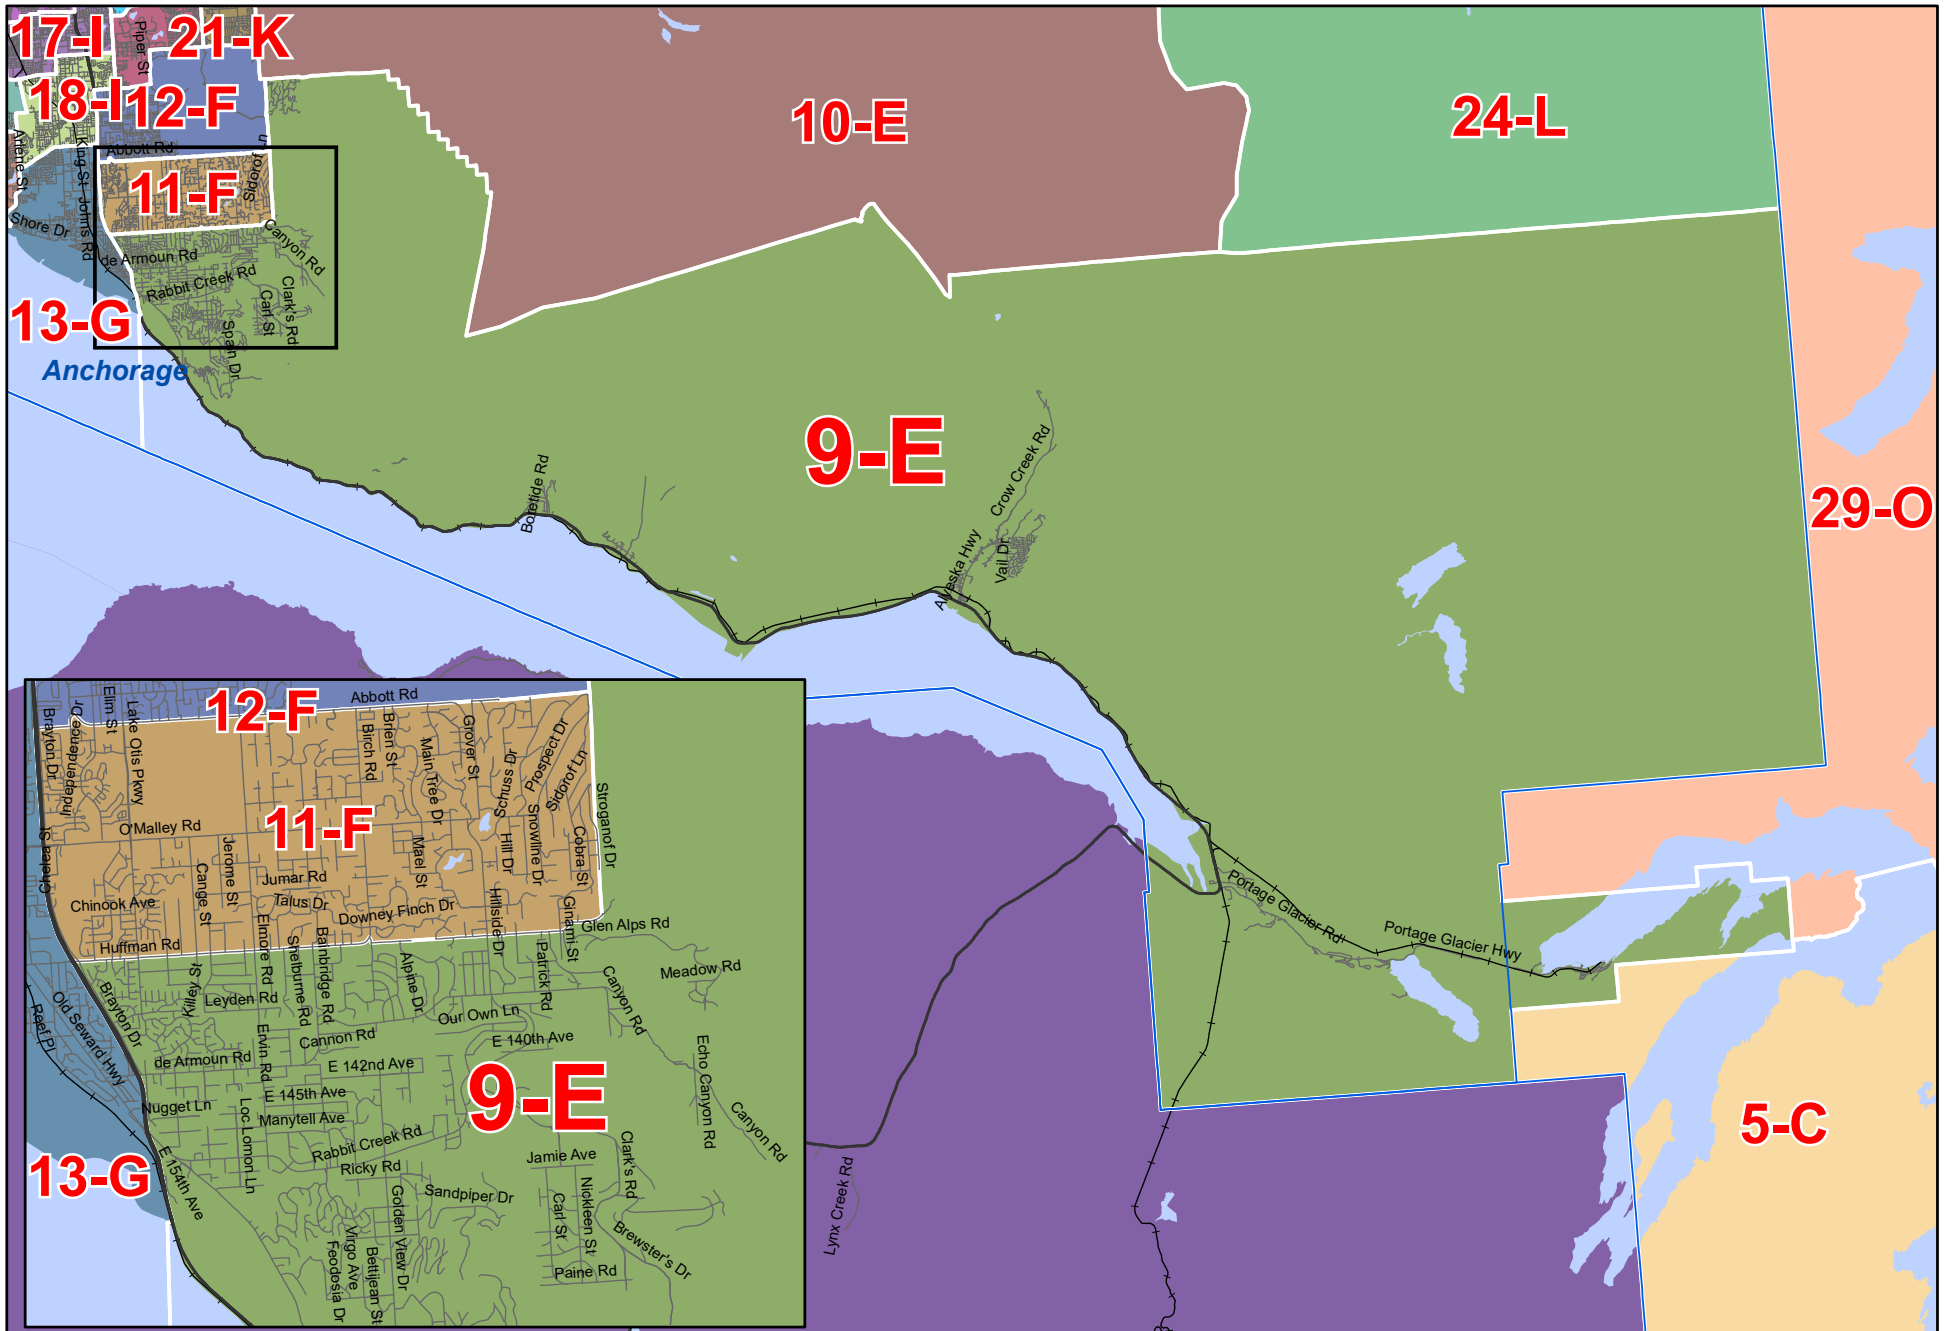 17-I
Piper St
21-K
18-I
12-F
Arlene St
King St
Abbott Rd
Sidorof Ln
11-F
Shore Dr
Johns Rd
Canyon Rd
de Armoun Rd
Rabbit Creek Rd
Clark's Rd
Carl St
13-G
Span Dr
Anchorage
10-E
24-L
9-E
29-O
Botetide Rd
Crow Creek Rd
Alyeska Hwy
Vail Dr
Portage Glacier Rd
Portage Glacier Hwy
5-C
Lynx Creek Rd
12-F
Abbott Rd
Elim St
Brayton Dr
Independence Dr
Lake Otis Pkwy
Birch Rd
Brien St
Main Tree Dr
Grover St
Schuss Dr
Prospect Dr
Sidorof Ln
Stroganof Dr
11-F
O'Malley Rd
Chelea St
Jerome St
Mael St
Hill Dr
Snowline Dr
Cobra St
Cange St
Jumar Rd
Talus Dr
Chinook Ave
Downey Finch Dr
Hillside Dr
Ginami St
Glen Alps Rd
Huffman Rd
Elmore Rd
Shelburne Rd
Bainbridge Rd
Alpine Dr
Patrick Rd
Meadow Rd
Killey St
Leyden Rd
Brayton Dr
Canyon Rd
Our Own Ln
Old Seward Hwy
Reef Pl
Ervin Rd
Cannon Rd
E 140th Ave
de Armoun Rd
E 142nd Ave
Echo Canyon Rd
9-E
E 145th Ave
Nugget Ln
Loc Lomon Ln
Manytell Ave
Canyon Rd
Rabbit Creek Rd
Clark's Rd
Jamie Ave
13-G
E 154th Ave
Ricky Rd
Golden View Dr
Sandpiper Dr
Carl St
Nickleen St
Brewster's Dr
Virgo Ave
Feodosia Dr
Bettijean St
Paine Rd